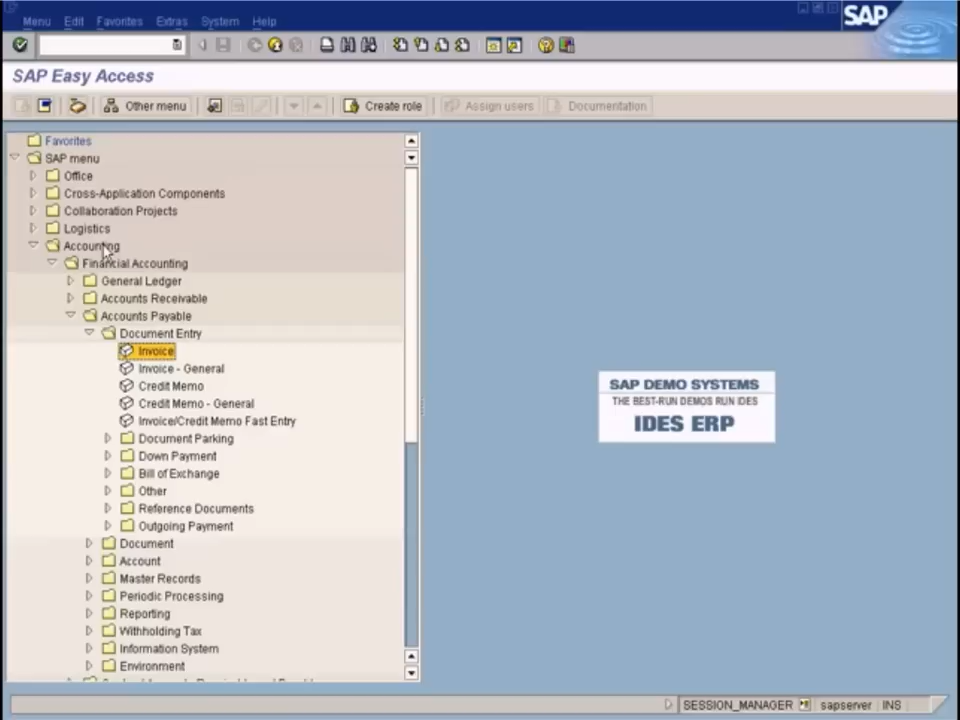 Menu Edit Favorites Extras System Help
SAP
SAP Easy Access
Other menu Create role Assign users Documentation
Favorites
SAP menu
Office
Cross-Application Components
Collaboration Projects
Logistics
Accounting
Financial Accounting
General Ledger
Accounts Receivable
Accounts Payable
Document Entry
Invoice
Invoice - General
Credit Memo
Credit Memo - General
Invoice/Credit Memo Fast Entry
Document Parking
Down Payment
Bill of Exchange
Other
Reference Documents
Outgoing Payment
Document
Account
Master Records
Periodic Processing
Reporting
Withholding Tax
Information System
Environment
SAP DEMO SYSTEMS
THE BEST-RUN DEMOS RUN IDES
IDES ERP
SESSION_MANAGER sapserver INS